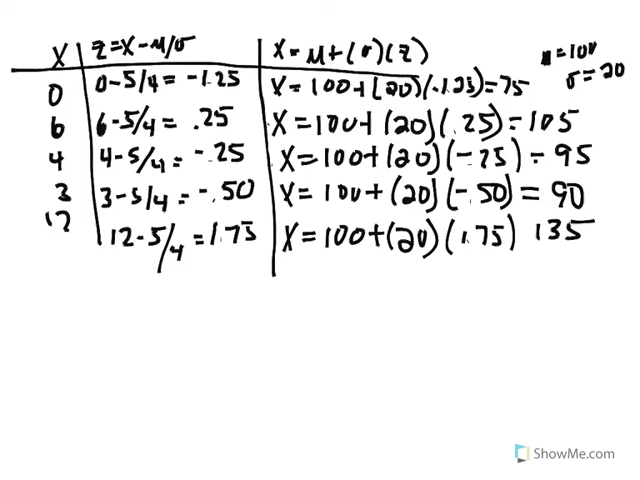 X z=X-μ/σ X=μ+(σ)(z) μ=100
σ=20
0 0-5/4= -1.25 X=100+(20)(-1.25)=75
6 6-5/4= .25 X=100+(20)(.25)=105
4 4-5/4=-.25 X=100+(20)(-.25)=95
3 3-5/4=-.50 X=100+(20)(-.50)=90
12 12-5/4=1.75 X=100+(20)(1.75) 135
ShowMe.com